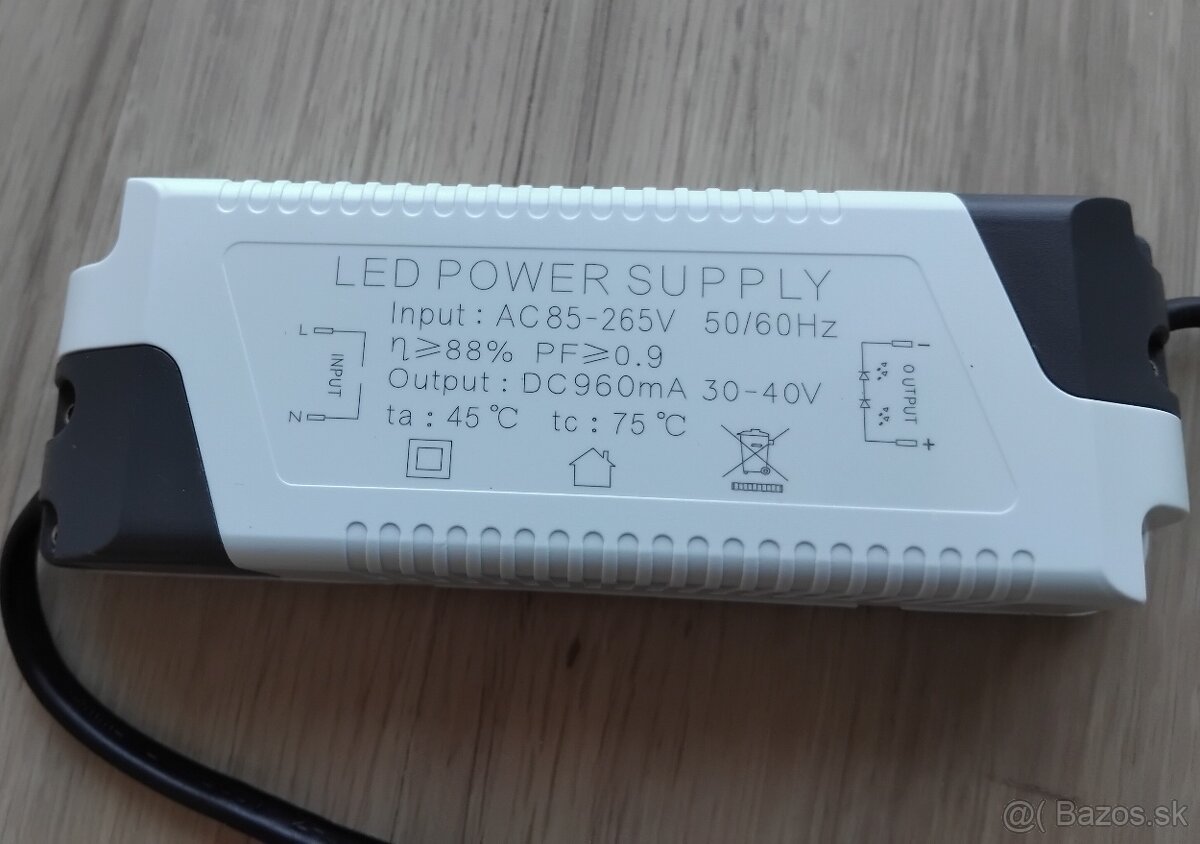 LED POWER SUPPLY
Input : AC85-265V 50/60Hz
η≥88% PF≥0.9
Output : DC960mA 30-40V
ta : 45℃ tc : 75℃
L
INPUT
N
−
OUTPUT
+
@( Bazos.sk